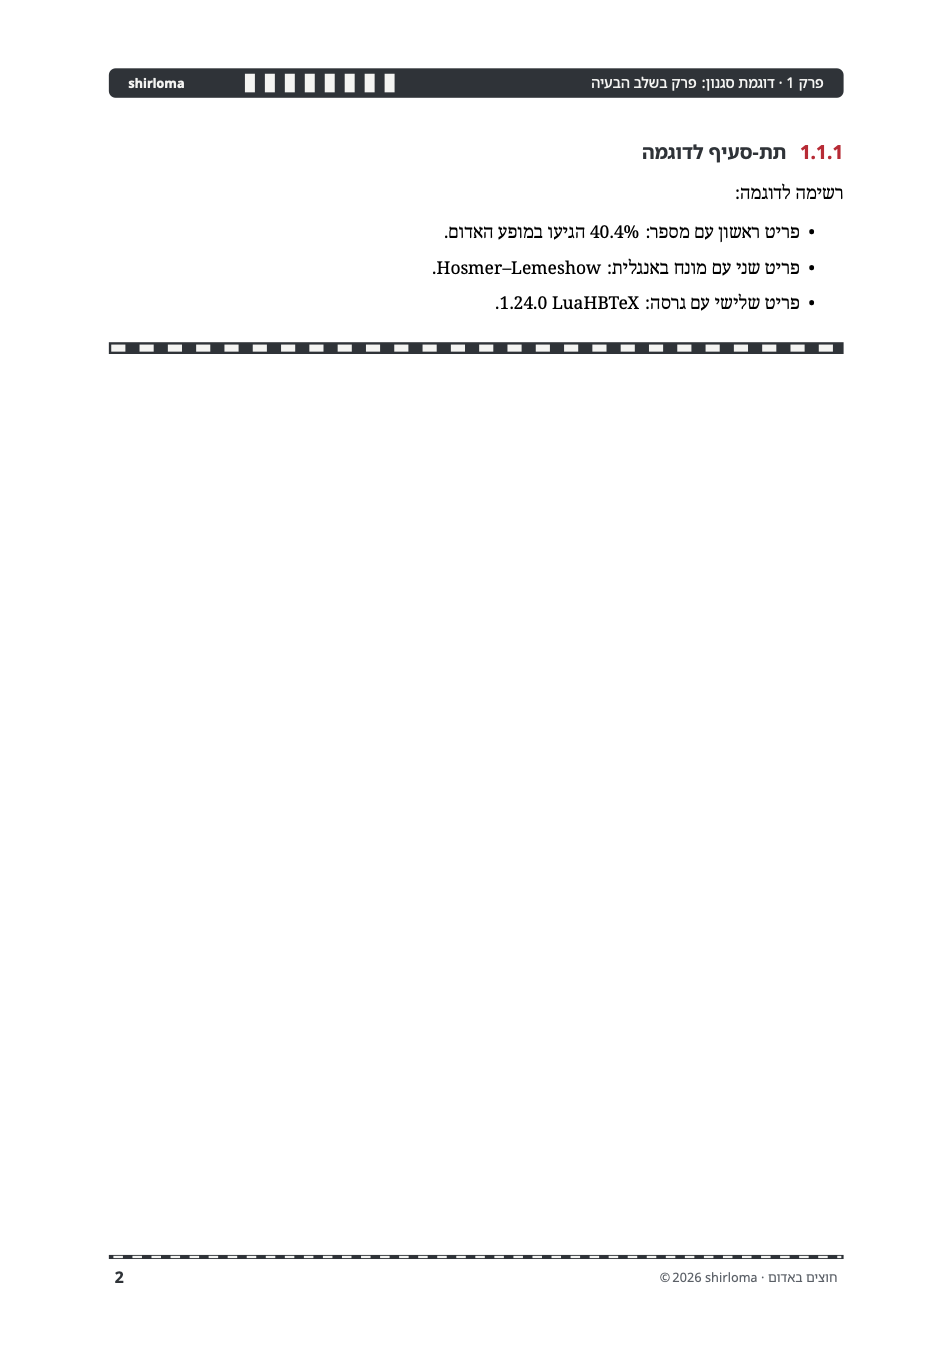 פרק 1 · דוגמת סגנון: פרק בשלב הבעיה shirloma
1.1.1 תת-סעיף לדוגמה
רשימה לדוגמה:
• פריט ראשון עם מספר: 40.4% הגיעו במופע האדום.
• פריט שני עם מונח באנגלית: Hosmer–Lemeshow.
• פריט שלישי עם גרסה: LuaHBTeX 1.24.0.
חוצים באדום · © 2026 shirloma 2